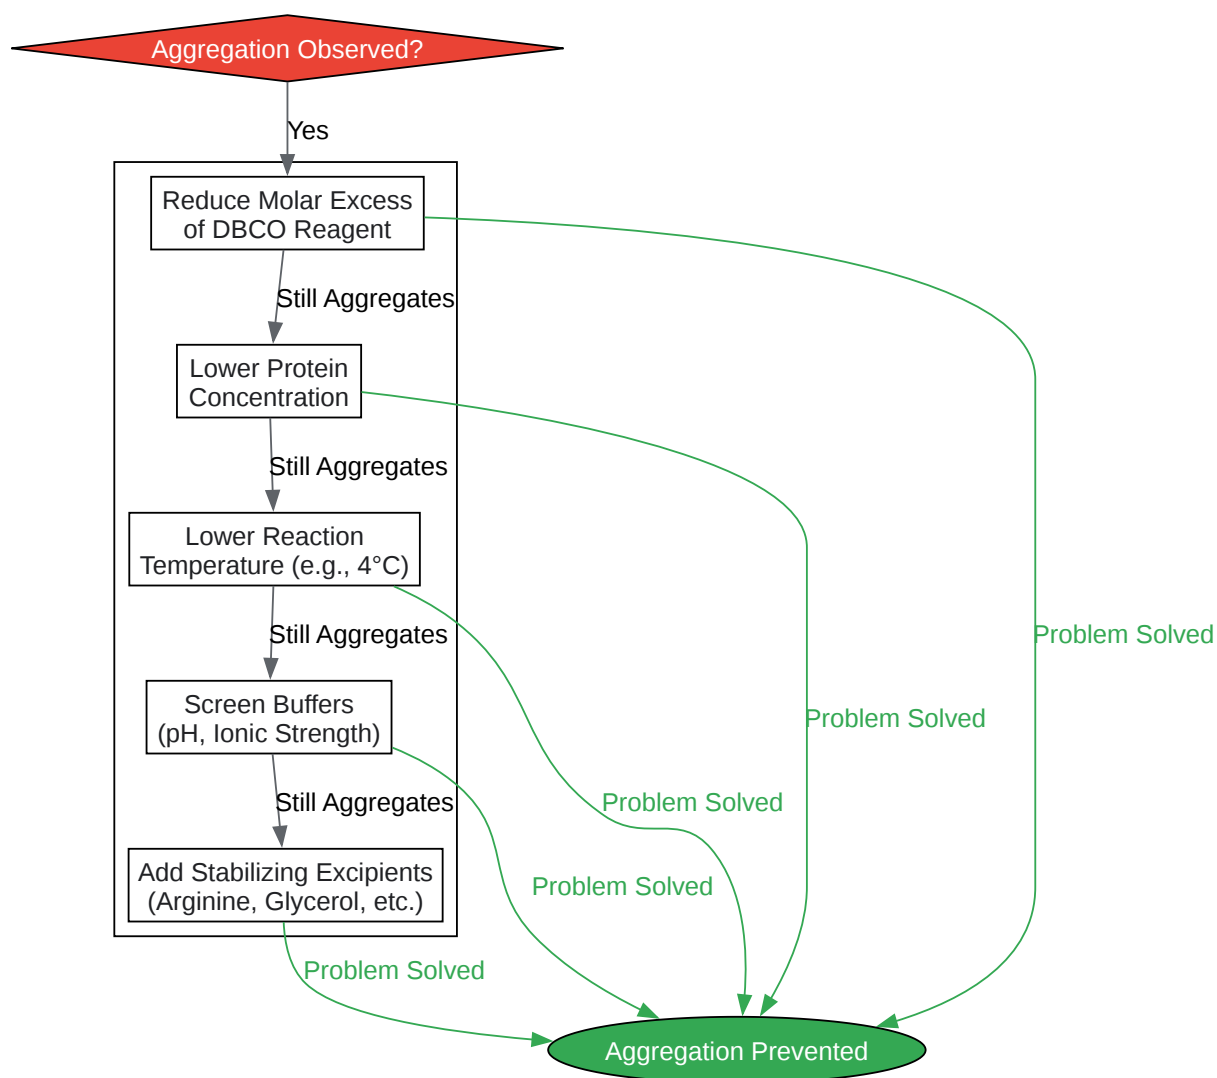 Aggregation Observed?
Yes
Reduce Molar Excess
of DBCO Reagent
Still Aggregates
Lower Protein
Concentration
Still Aggregates
Lower Reaction
Temperature (e.g., 4°C)
Still Aggregates
Problem Solved
Screen Buffers
(pH, Ionic Strength)
Problem Solved
Still Aggregates
Problem Solved
Add Stabilizing Excipients
(Arginine, Glycerol, etc.)
Problem Solved
Problem Solved
Aggregation Prevented